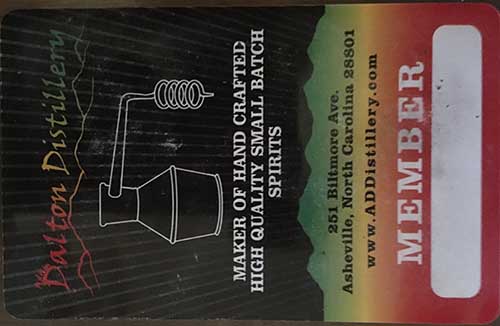 Dalton Distillery
MAKER OF HAND CRAFTED
HIGH QUALITY SMALL BATCH
SPIRITS
251 Biltmore Ave.
Asheville, North Carolina 28801
www.ADDistillery.com
MEMBER